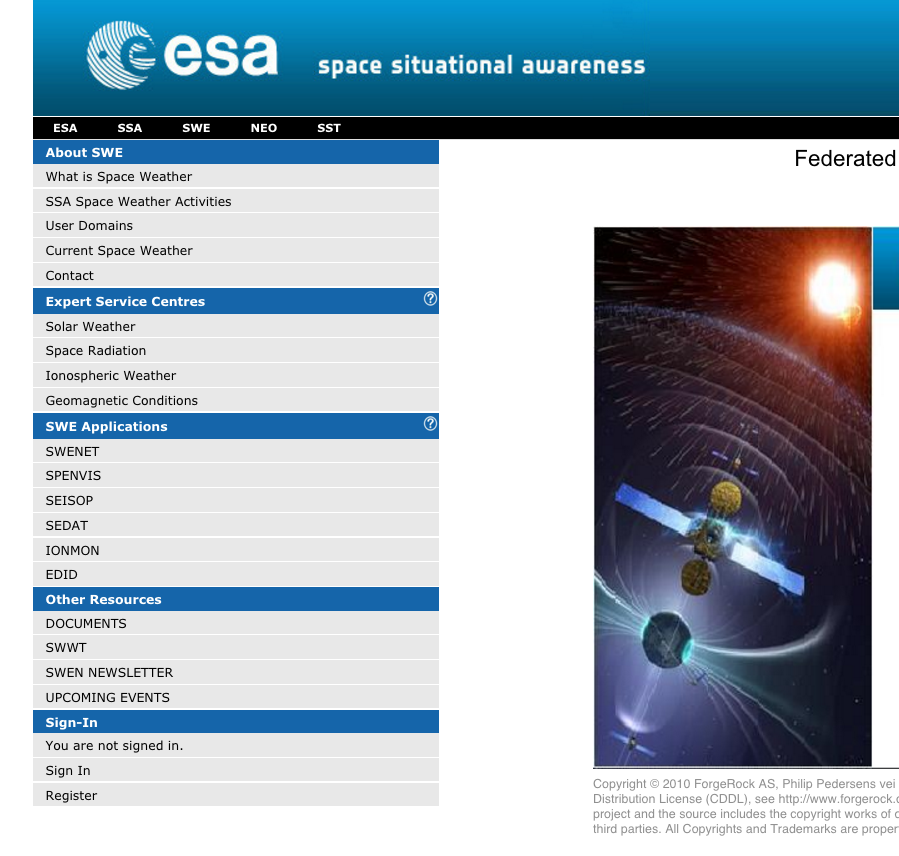 esa
space situational awareness
ESA SSA SWE NEO SST
About SWE
What is Space Weather
SSA Space Weather Activities
User Domains
Current Space Weather
Contact
Expert Service Centres ?
Solar Weather
Space Radiation
Ionospheric Weather
Geomagnetic Conditions
SWE Applications ?
SWENET
SPENVIS
SEISOP
SEDAT
IONMON
EDID
Other Resources
DOCUMENTS
SWWT
SWEN NEWSLETTER
UPCOMING EVENTS
Sign-In
You are not signed in.
Sign In
Register
Federated
Copyright © 2010 ForgeRock AS, Philip Pedersens vei
Distribution License (CDDL), see http://www.forgerock.
project and the source includes the copyright works of
third parties. All Copyrights and Trademarks are proper